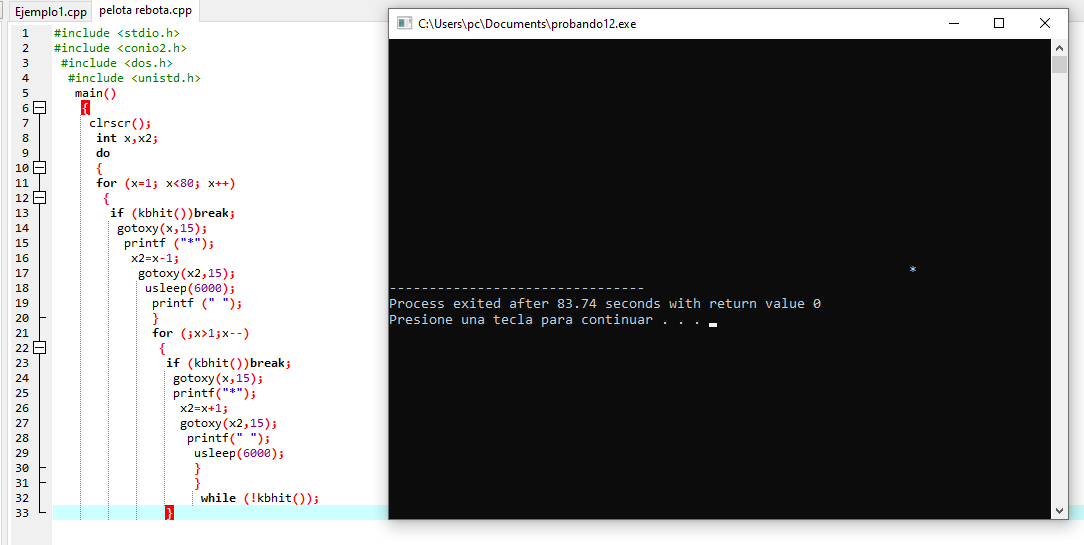 Ejemplo1.cpp pelota rebota.cpp
C:\Users\pc\Documents\probando12.exe
1 #include <stdio.h>
2 #include <conio2.h>
3 #include <dos.h>
4 #include <unistd.h>
5 main()
6 {
7 clrscr();
8 int x,x2;
9 do
10 {
11 for (x=1; x<80; x++)
12 {
13 if (kbhit())break;
14 gotoxy(x,15);
15 printf ("*");
16 x2=x-1;
17 gotoxy(x2,15);
18 usleep(6000);
19 printf (" ");
20 }
21 for (;x>1;x--)
22 {
23 if (kbhit())break;
24 gotoxy(x,15);
25 printf("*");
26 x2=x+1;
27 gotoxy(x2,15);
28 printf(" ");
29 usleep(6000);
30 }
31 }
32 while (!kbhit());
33 }
*
--------------------------------
Process exited after 83.74 seconds with return value 0
Presione una tecla para continuar . . .